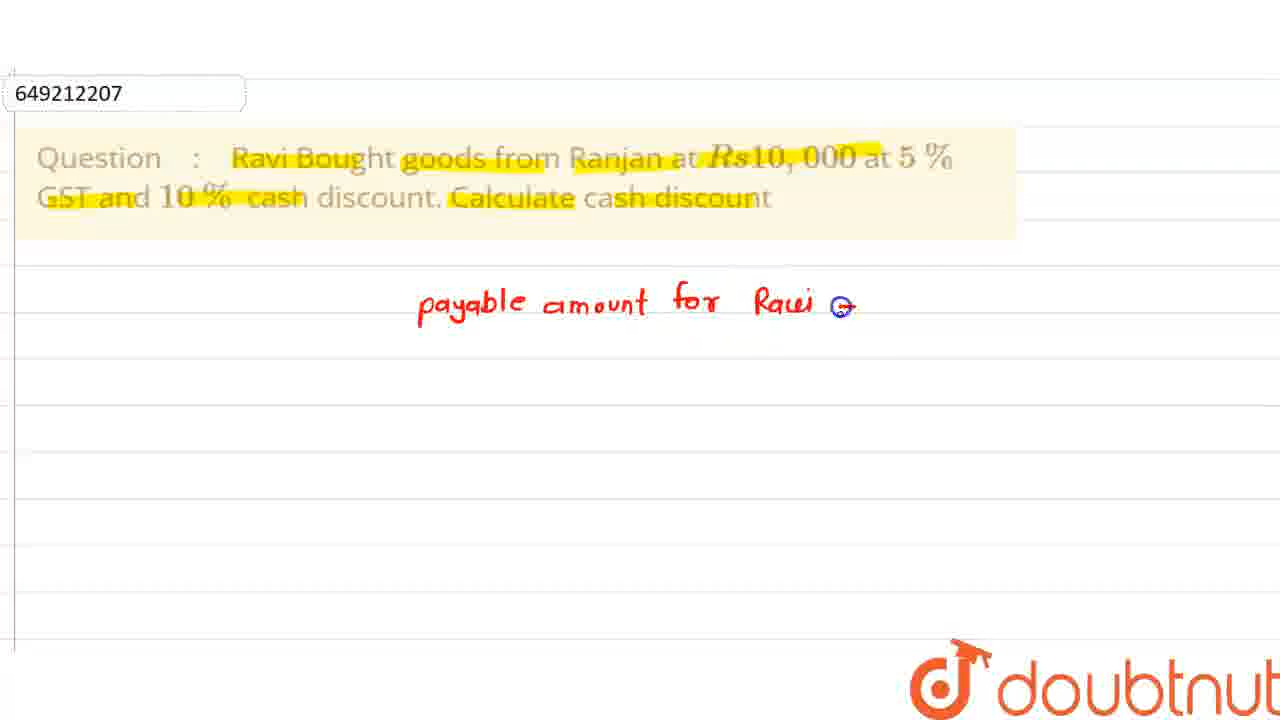 649212207
Question : Ravi Bought goods from Ranjan at Rs10, 000 at 5 %
GST and 10 % cash discount. Calculate cash discount
payable amount for Ravi
doubtnut